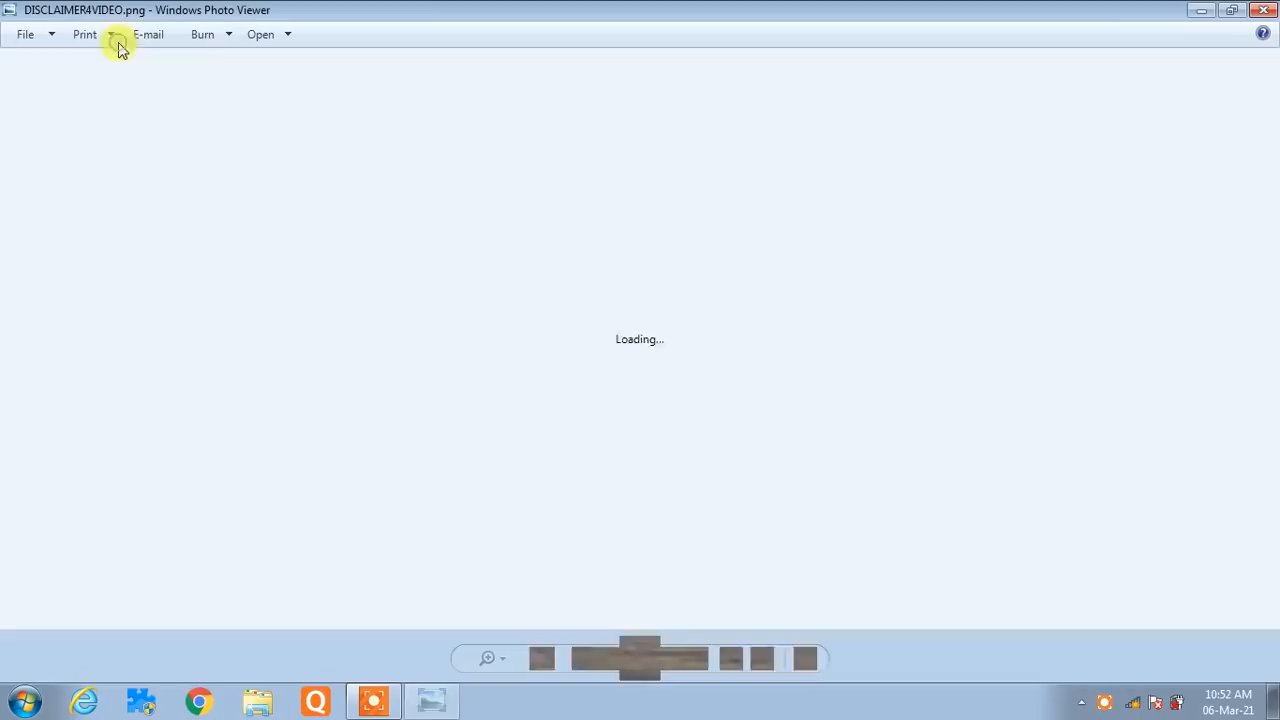 DISCLAIMER4VIDEO.png - Windows Photo Viewer
File Print E-mail Burn Open
Loading...
10:52 AM
06-Mar-21